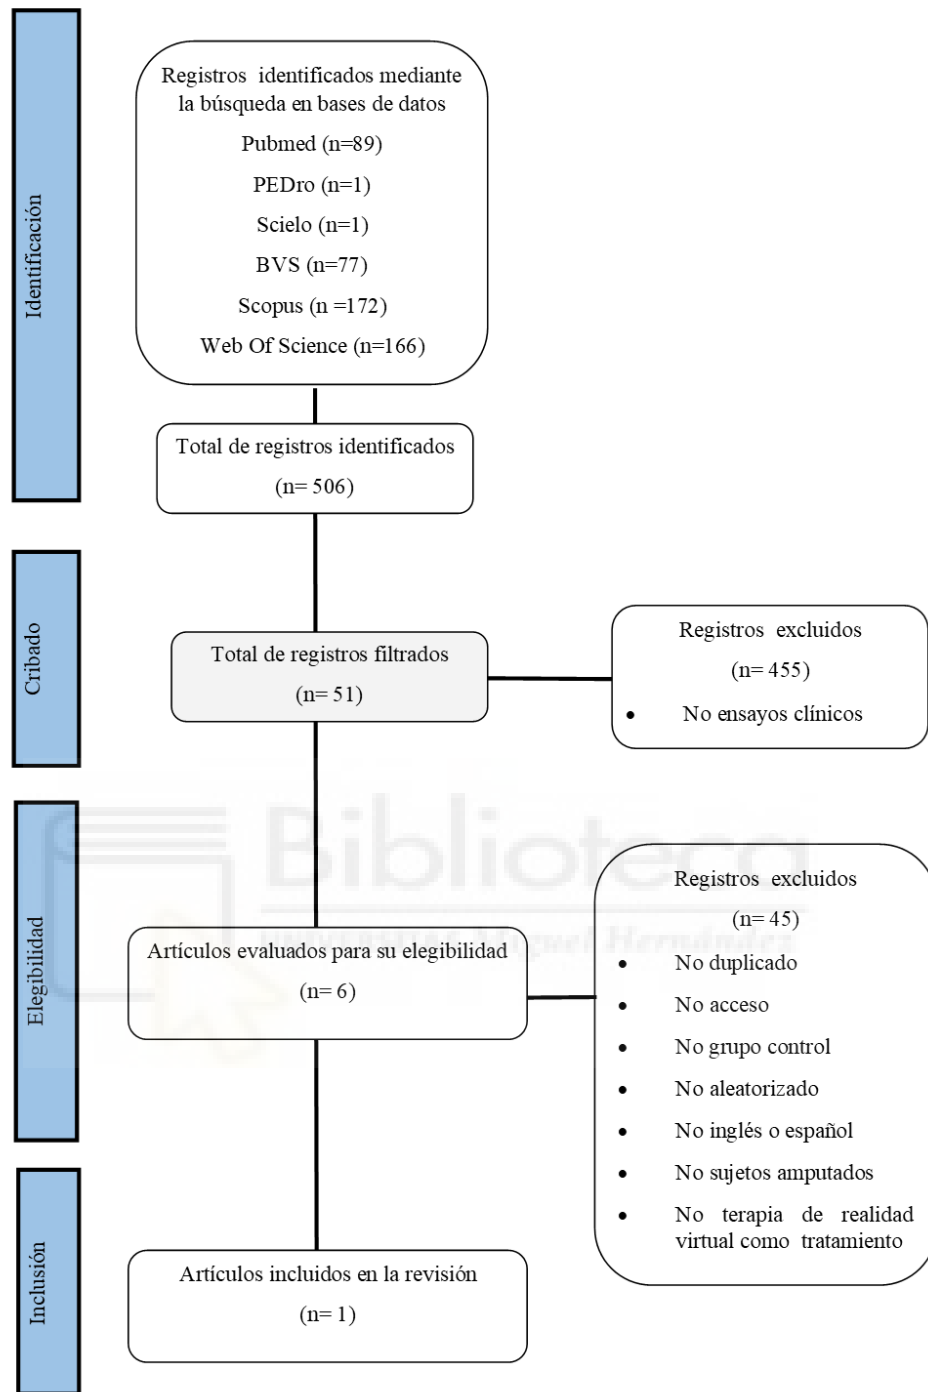 Identificación
Registros identificados mediante
la búsqueda en bases de datos
Pubmed (n=89)
PEDro (n=1)
Scielo (n=1)
BVS (n=77)
Scopus (n =172)
Web Of Science (n=166)
Total de registros identificados
(n= 506)
Cribado
Total de registros filtrados
(n= 51)
Registros excluidos
(n= 455)
• No ensayos clínicos
Biblioteca
UNIVERSITAS Miguel Hernández
Elegibilidad
Artículos evaluados para su elegibilidad
(n= 6)
Registros excluidos
(n= 45)
• No duplicado
• No acceso
• No grupo control
• No aleatorizado
• No inglés o español
• No sujetos amputados
• No terapia de realidad
virtual como tratamiento
Inclusión
Artículos incluidos en la revisión
(n= 1)